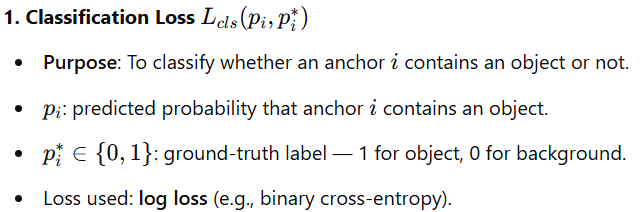 1. Classification Loss $L_{cls}(p_i, p_i^*)$
• Purpose: To classify whether an anchor $i$ contains an object or not.
• $p_i$: predicted probability that anchor $i$ contains an object.
• $p_i^* \in \{0, 1\}$: ground-truth label — 1 for object, 0 for background.
• Loss used: log loss (e.g., binary cross-entropy).